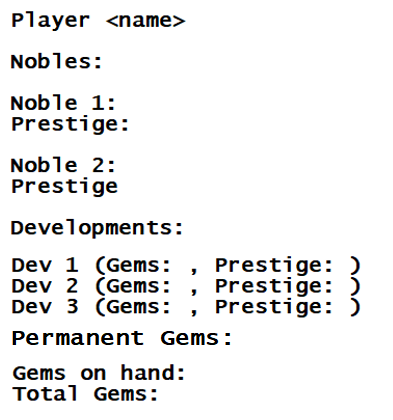 Player <name>
Nobles:
Noble 1:
Prestige:
Noble 2:
Prestige
Developments:
Dev 1 (Gems: , Prestige: )
Dev 2 (Gems: , Prestige: )
Dev 3 (Gems: , Prestige: )
Permanent Gems:
Gems on hand:
Total Gems: